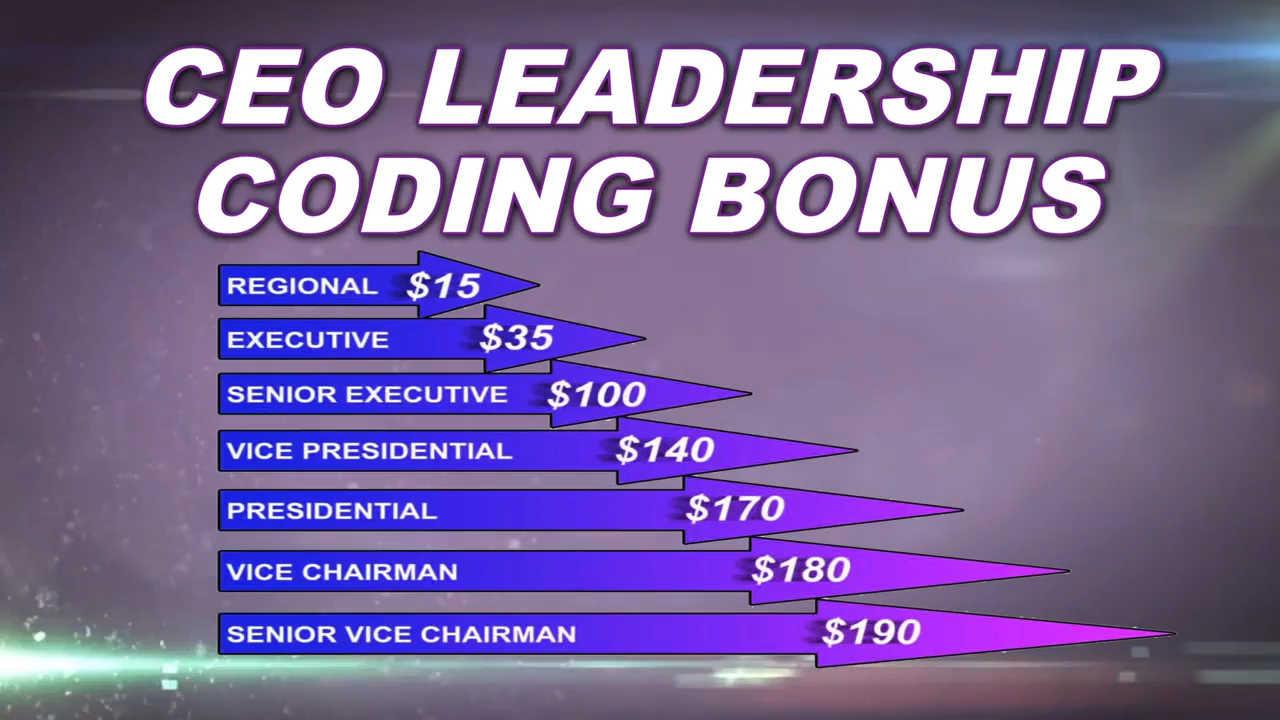 CEO LEADERSHIP
CODING BONUS
REGIONAL $15
EXECUTIVE $35
SENIOR EXECUTIVE $100
VICE PRESIDENTIAL $140
PRESIDENTIAL $170
VICE CHAIRMAN $180
SENIOR VICE CHAIRMAN $190